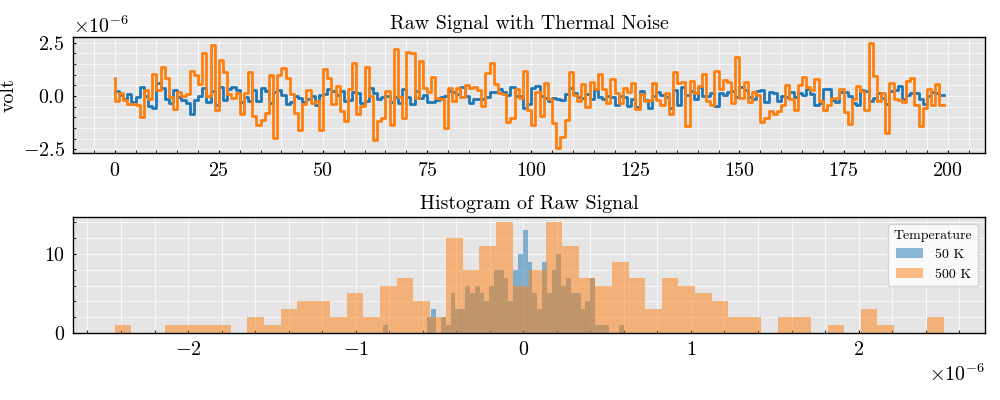 Raw Signal with Thermal Noise
×10⁻⁶
volt
2.5
0.0
−2.5
0 25 50 75 100 125 150 175 200
Histogram of Raw Signal
Temperature
50 K
500 K
10
0
−2 −1 0 1 2
×10⁻⁶